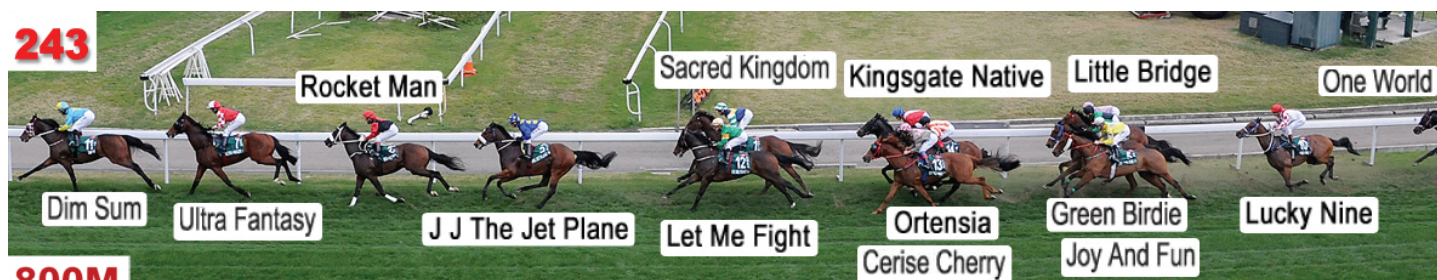 243
Rocket Man
Sacred Kingdom
Kingsgate Native
Little Bridge
One World
Dim Sum
Ultra Fantasy
J J The Jet Plane
Let Me Fight
Ortensia
Cerise Cherry
Green Birdie
Joy And Fun
Lucky Nine
800M